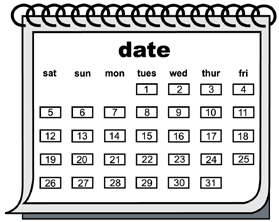 date
sat sun mon tues wed thur fri
1 2 3 4
5 6 7 8 9 10 11
12 13 14 15 16 17 18
19 20 21 22 23 24 25
26 27 28 29 30 31